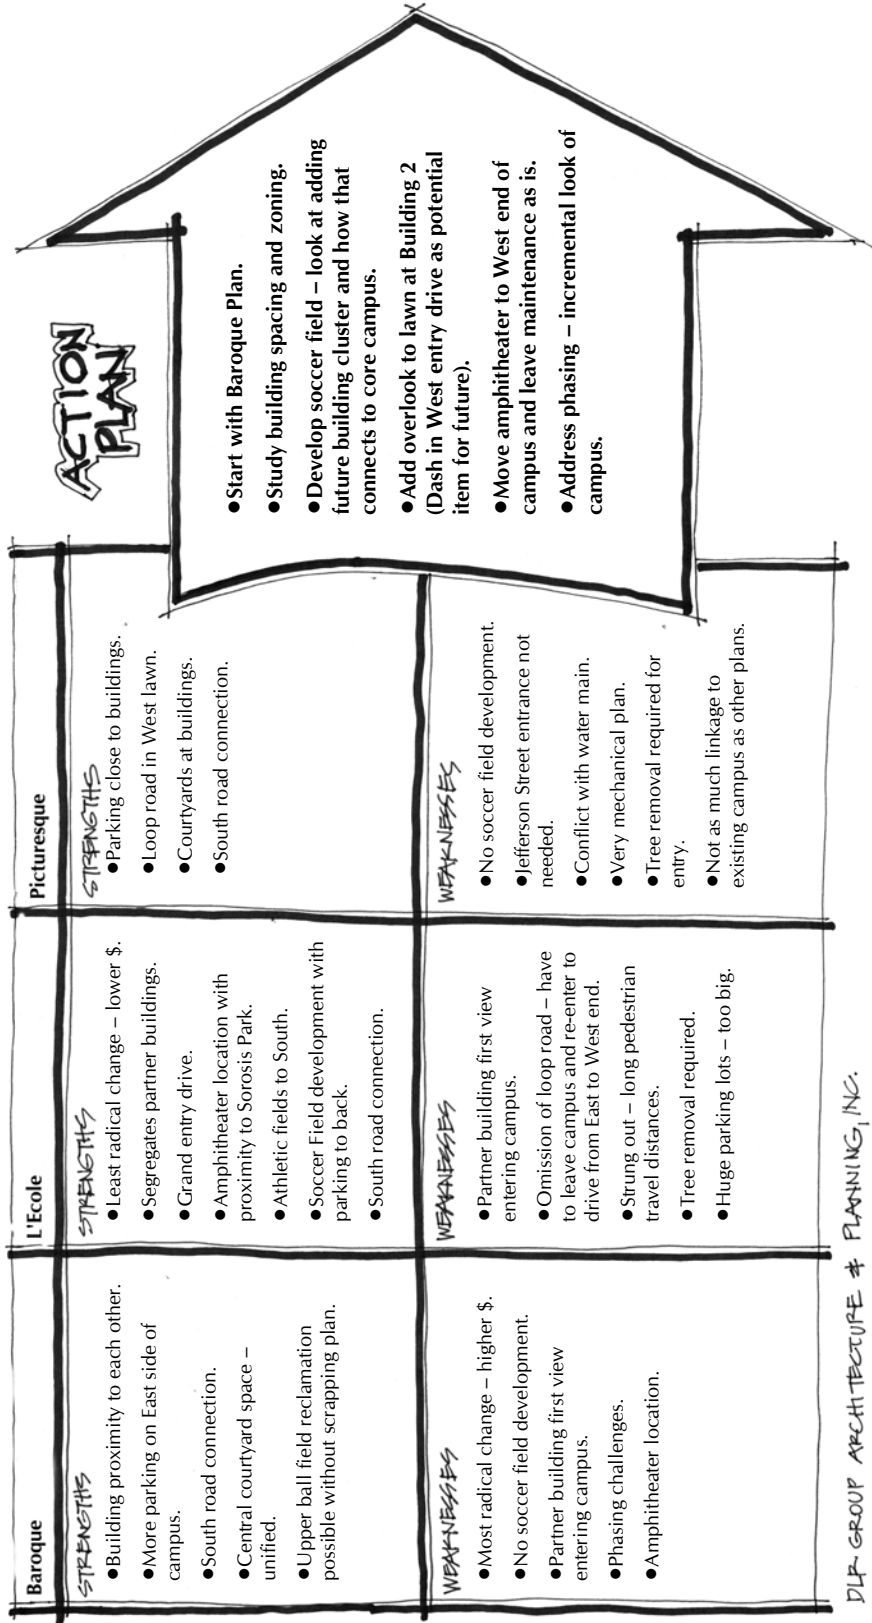 Baroque
STRENGTHS
●Building proximity to each other.
●More parking on East side of
campus.
●South road connection.
●Central courtyard space –
unified.
●Upper ball field reclamation
possible without scrapping plan.
WEAKNESSES
●Most radical change – higher $.
●No soccer field development.
●Partner building first view
entering campus.
●Phasing challenges.
●Amphitheater location.
L'Ecole
STRENGTHS
●Least radical change – lower $.
●Segregates partner buildings.
●Grand entry drive.
●Amphitheater location with
proximity to Sorosis Park.
●Athletic fields to South.
●Soccer Field development with
parking to back.
●South road connection.
WEAKNESSES
●Partner building first view
entering campus.
●Omission of loop road – have
to leave campus and re-enter to
drive from East to West end.
●Strung out – long pedestrian
travel distances.
●Tree removal required.
●Huge parking lots – too big.
Picturesque
STRENGTHS
●Parking close to buildings.
●Loop road in West lawn.
●Courtyards at buildings.
●South road connection.
WEAKNESSES
●No soccer field development.
●Jefferson Street entrance not
needed.
●Conflict with water main.
●Very mechanical plan.
●Tree removal required for
entry.
●Not as much linkage to
existing campus as other plans.
ACTION
PLAN
●Start with Baroque Plan.
●Study building spacing and zoning.
●Develop soccer field – look at adding
future building cluster and how that
connects to core campus.
●Add overlook to lawn at Building 2
(Dash in West entry drive as potential
item for future).
●Move amphitheater to West end of
campus and leave maintenance as is.
●Address phasing – incremental look of
campus.
DLR GROUP ARCHITECTURE & PLANNING, INC.